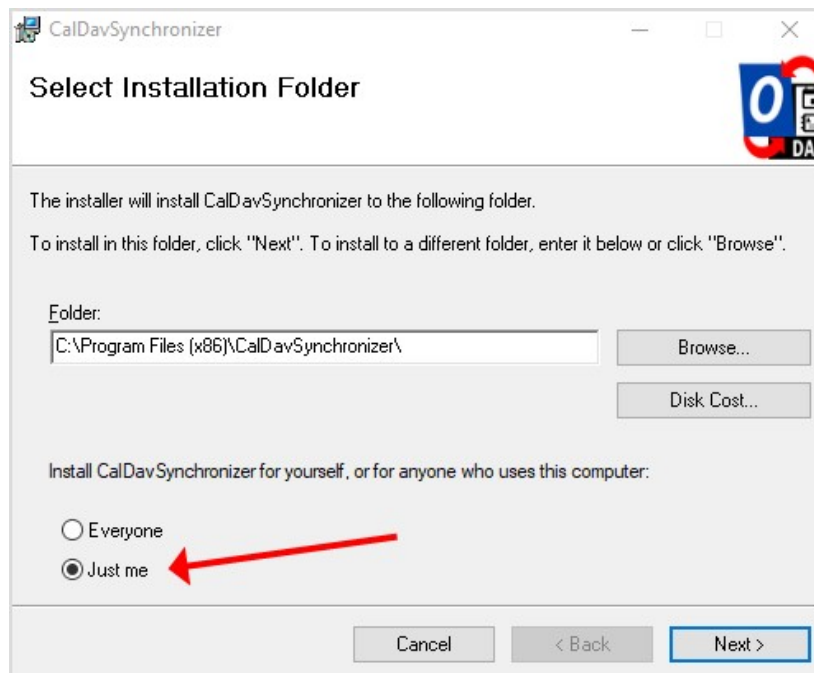 CalDavSynchronizer
Select Installation Folder
O
DA
The installer will install CalDavSynchronizer to the following folder.
To install in this folder, click "Next". To install to a different folder, enter it below or click "Browse".
Folder:
C:\Program Files (x86)\CalDavSynchronizer\
Browse...
Disk Cost...
Install CalDavSynchronizer for yourself, or for anyone who uses this computer:
Everyone
Just me
Cancel
< Back
Next >